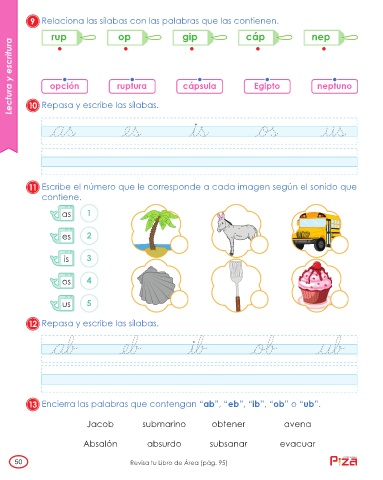 Lectura y escritura
9 Relaciona las sílabas con las palabras que las contienen.
rup op gip cáp nep
opción ruptura cápsula Egipto neptuno
10 Repasa y escribe las sílabas.
as es is os us
11 Escribe el número que le corresponde a cada imagen según el sonido que
contiene.
as 1
es 2
is 3
os 4
us 5
12 Repasa y escribe las sílabas.
ab eb ib ob ub
13 Encierra las palabras que contengan “ab”, “eb”, “ib”, “ob” o “ub”.
Jacob submarino obtener avena
Absalón absurdo subsanar evacuar
50 Revisa tu Libro de Área (pág. 95)